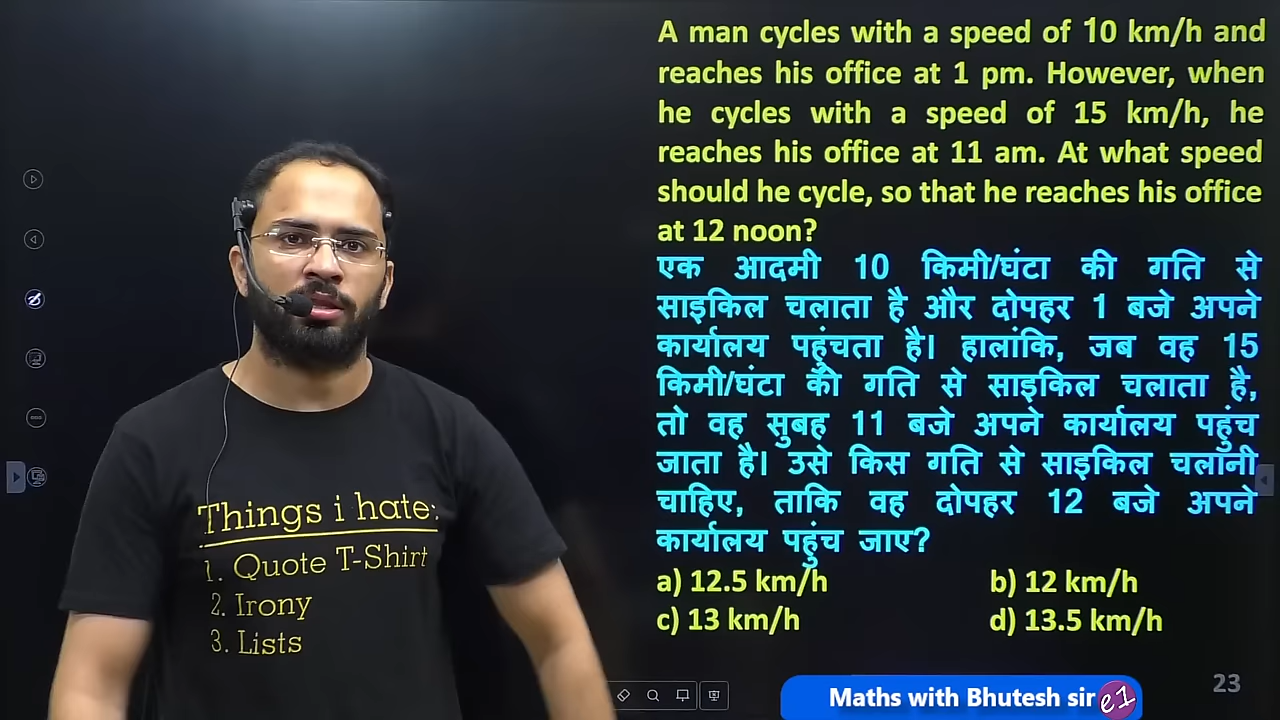 A man cycles with a speed of 10 km/h and
reaches his office at 1 pm. However, when
he cycles with a speed of 15 km/h, he
reaches his office at 11 am. At what speed
should he cycle, so that he reaches his office
at 12 noon?
एक आदमी 10 किमी/घंटा की गति से
साइकिल चलाता है और दोपहर 1 बजे अपने
कार्यालय पहुंचता है। हालांकि, जब वह 15
किमी/घंटा की गति से साइकिल चलाता है,
तो वह सुबह 11 बजे अपने कार्यालय पहुंच
जाता है। उसे किस गति से साइकिल चलानी
चाहिए, ताकि वह दोपहर 12 बजे अपने
कार्यालय पहुंच जाए?
a) 12.5 km/h b) 12 km/h
c) 13 km/h d) 13.5 km/h
Things i hate:
1. Quote T-Shirt
2. Irony
3. Lists
23
Maths with Bhutesh sir e1